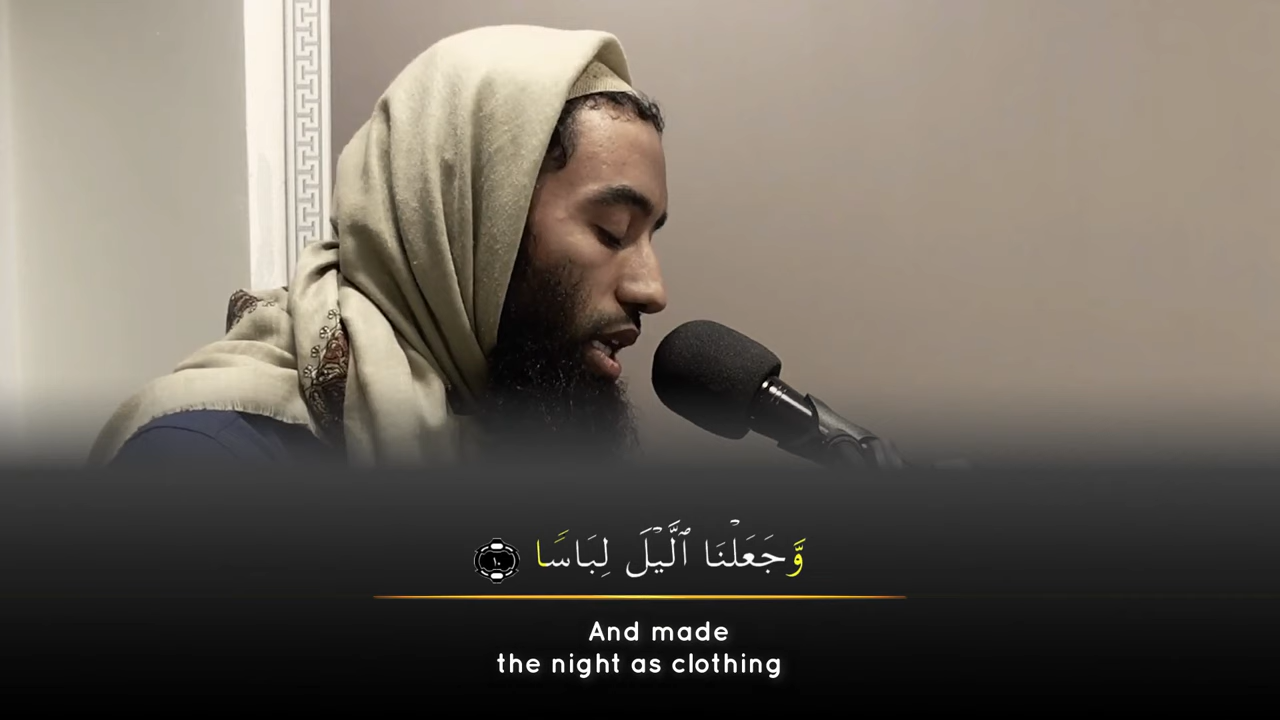 وَّجَعَلْنَا ٱلَّيْلَ لِبَاسًا ١٠
And made
the night as clothing